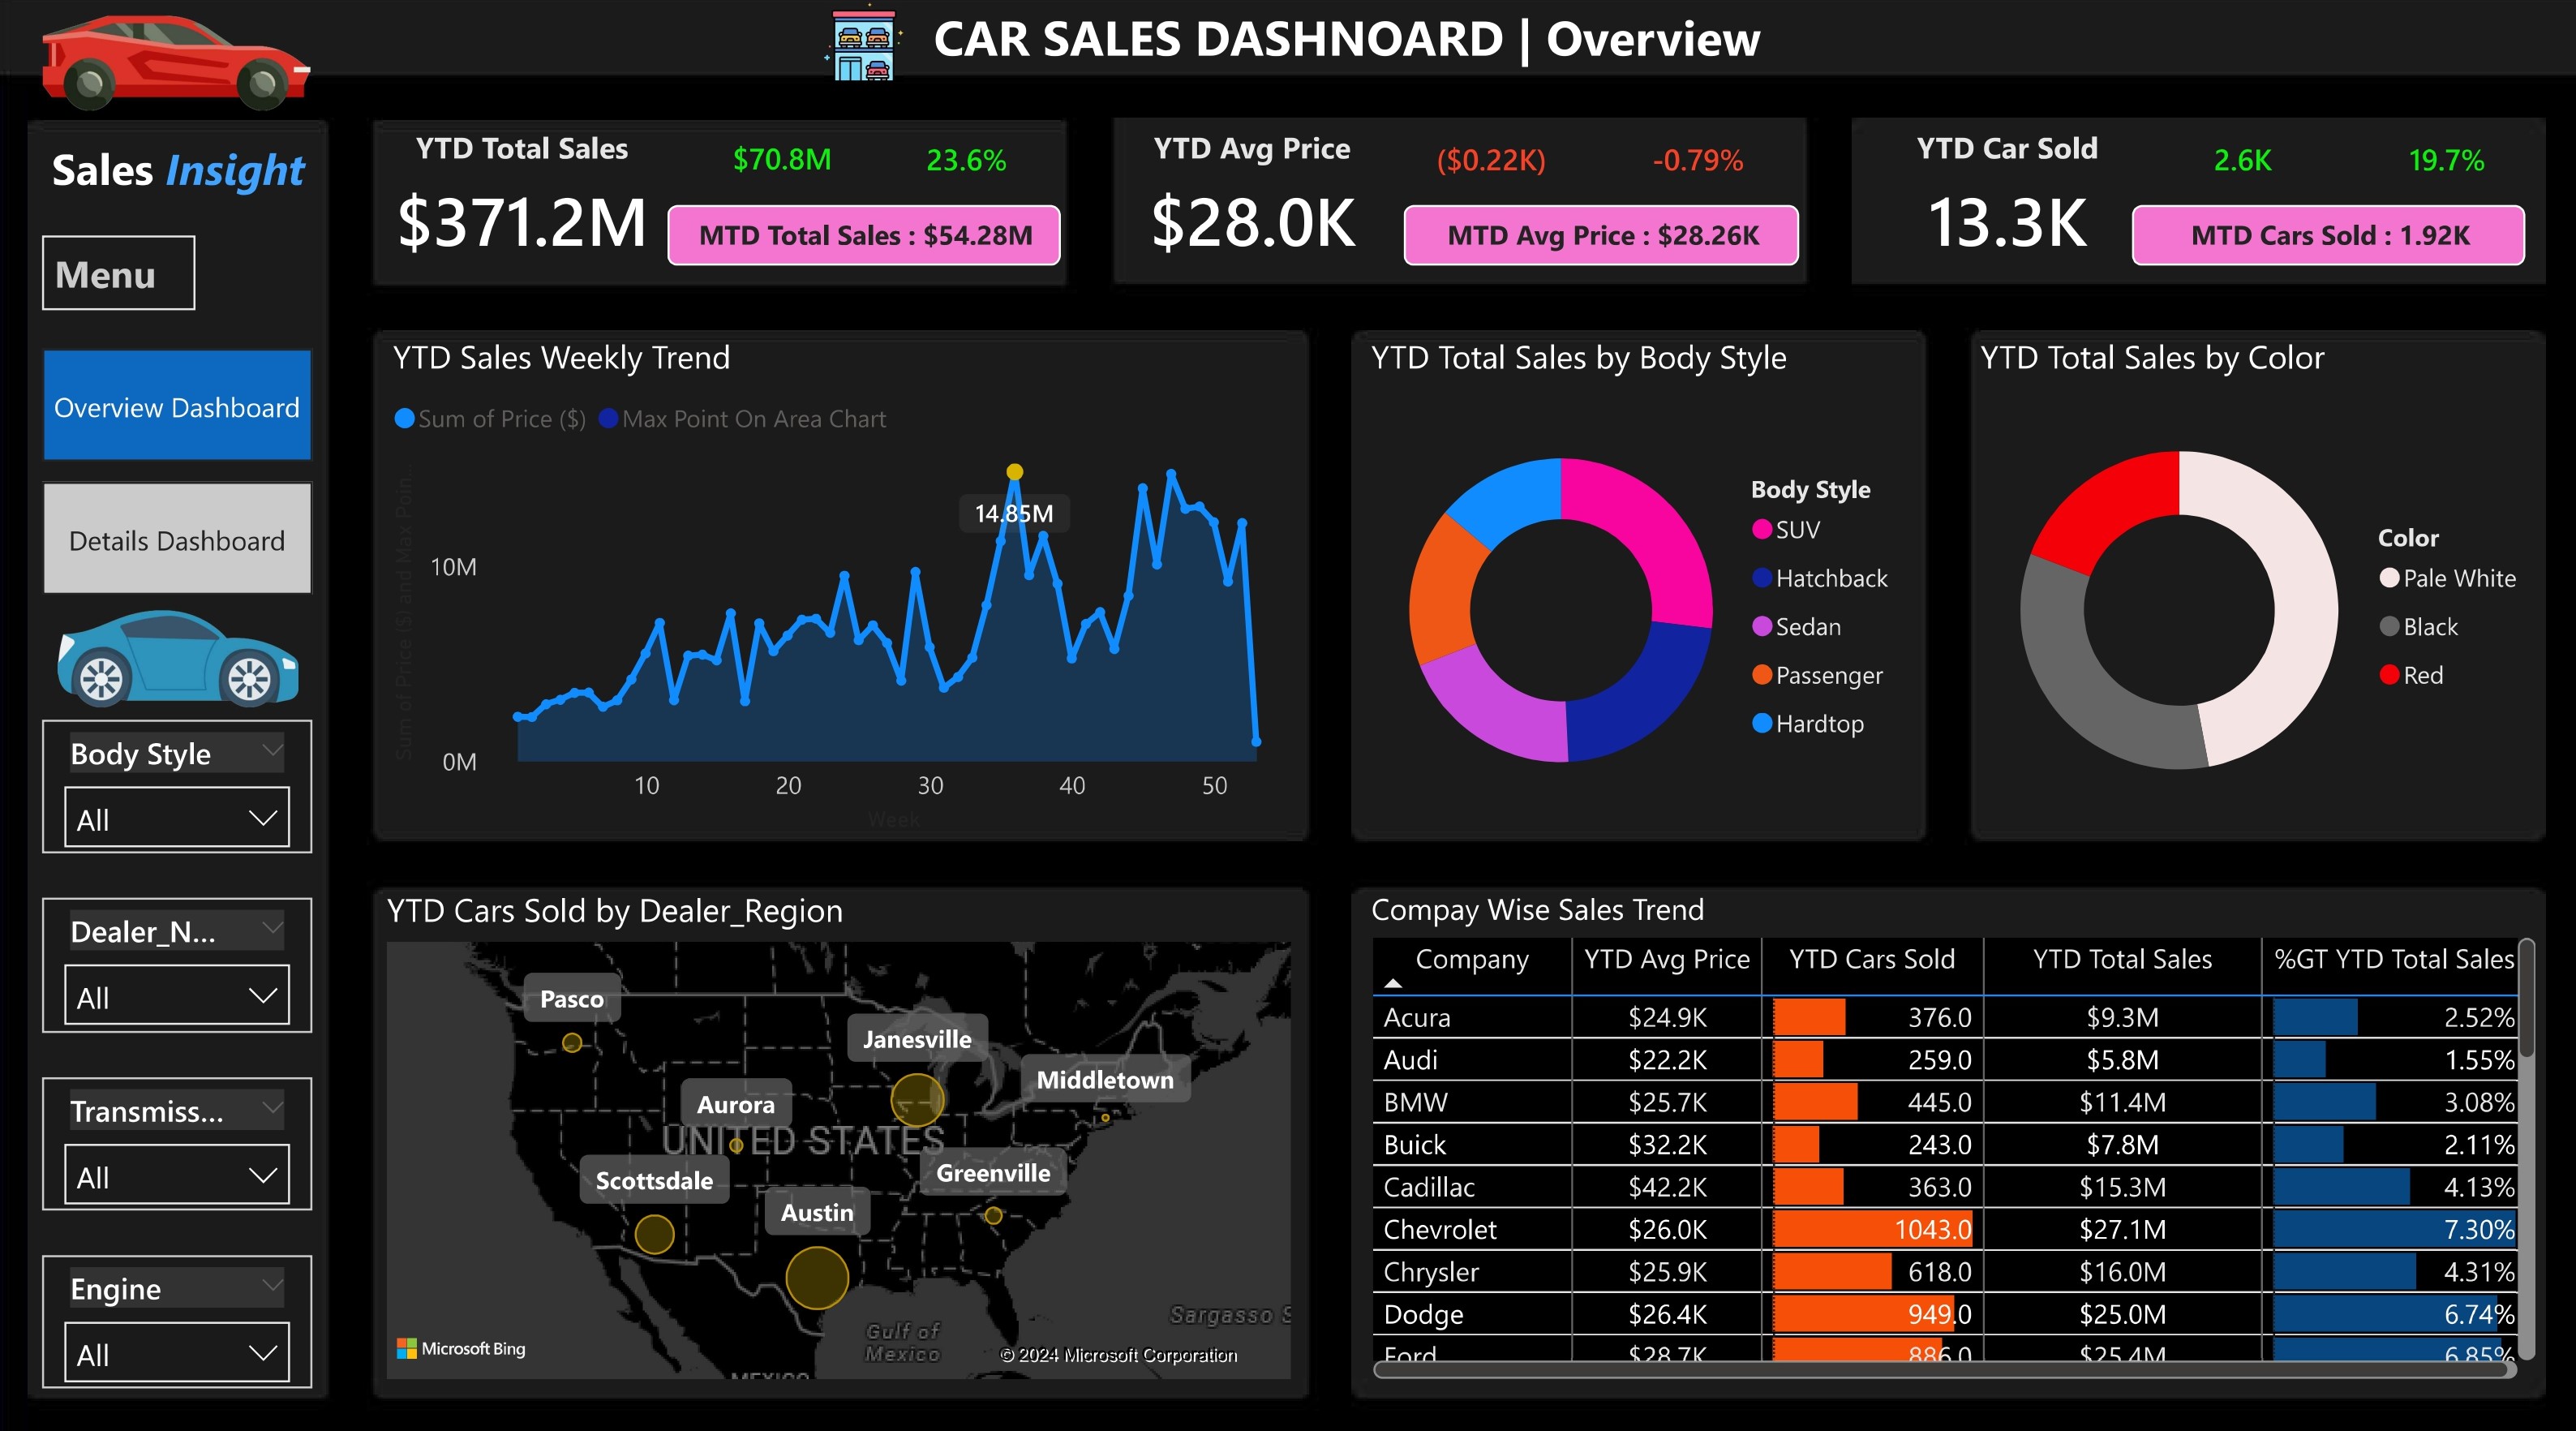 CAR SALES DASHNOARD | Overview
Sales Insight
Menu
Overview Dashboard
Details Dashboard
Body Style
All
Dealer_N...
All
Transmiss...
All
Engine
All
YTD Total Sales
$70.8M 23.6%
$371.2M
MTD Total Sales : $54.28M
YTD Avg Price
($0.22K) -0.79%
$28.0K
MTD Avg Price : $28.26K
YTD Car Sold
2.6K 19.7%
13.3K
MTD Cars Sold : 1.92K
YTD Sales Weekly Trend
Sum of Price ($) Max Point On Area Chart
Sum of Price ($) and Max Poin...
14.85M
10M
0M
10 20 30 40 50
Week
YTD Total Sales by Body Style
Body Style
SUV
Hatchback
Sedan
Passenger
Hardtop
YTD Total Sales by Color
Color
Pale White
Black
Red
YTD Cars Sold by Dealer_Region
Pasco
Janesville
Middletown
Aurora
UNITED STATES
Greenville
Scottsdale
Austin
Sargasso S
Gulf of
Mexico
Microsoft Bing
© 2024 Microsoft Corporation
MEXICO
Compay Wise Sales Trend
Company YTD Avg Price YTD Cars Sold YTD Total Sales %GT YTD Total Sales
Acura $24.9K 376.0 $9.3M 2.52%
Audi $22.2K 259.0 $5.8M 1.55%
BMW $25.7K 445.0 $11.4M 3.08%
Buick $32.2K 243.0 $7.8M 2.11%
Cadillac $42.2K 363.0 $15.3M 4.13%
Chevrolet $26.0K 1043.0 $27.1M 7.30%
Chrysler $25.9K 618.0 $16.0M 4.31%
Dodge $26.4K 949.0 $25.0M 6.74%
Ford $28.7K 886.0 $25.4M 6.85%